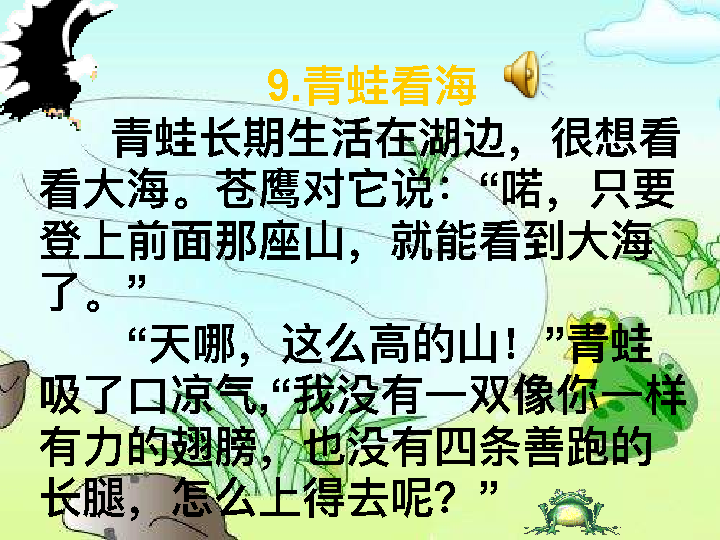 9.青蛙看海
青蛙长期生活在湖边，很想看
看大海。苍鹰对它说：“喏，只要
登上前面那座山，就能看到大海
了。”
“天哪，这么高的山！”青蛙
吸了口凉气,“我没有一双像你一样
有力的翅膀，也没有四条善跑的
长腿，怎么上得去呢？”